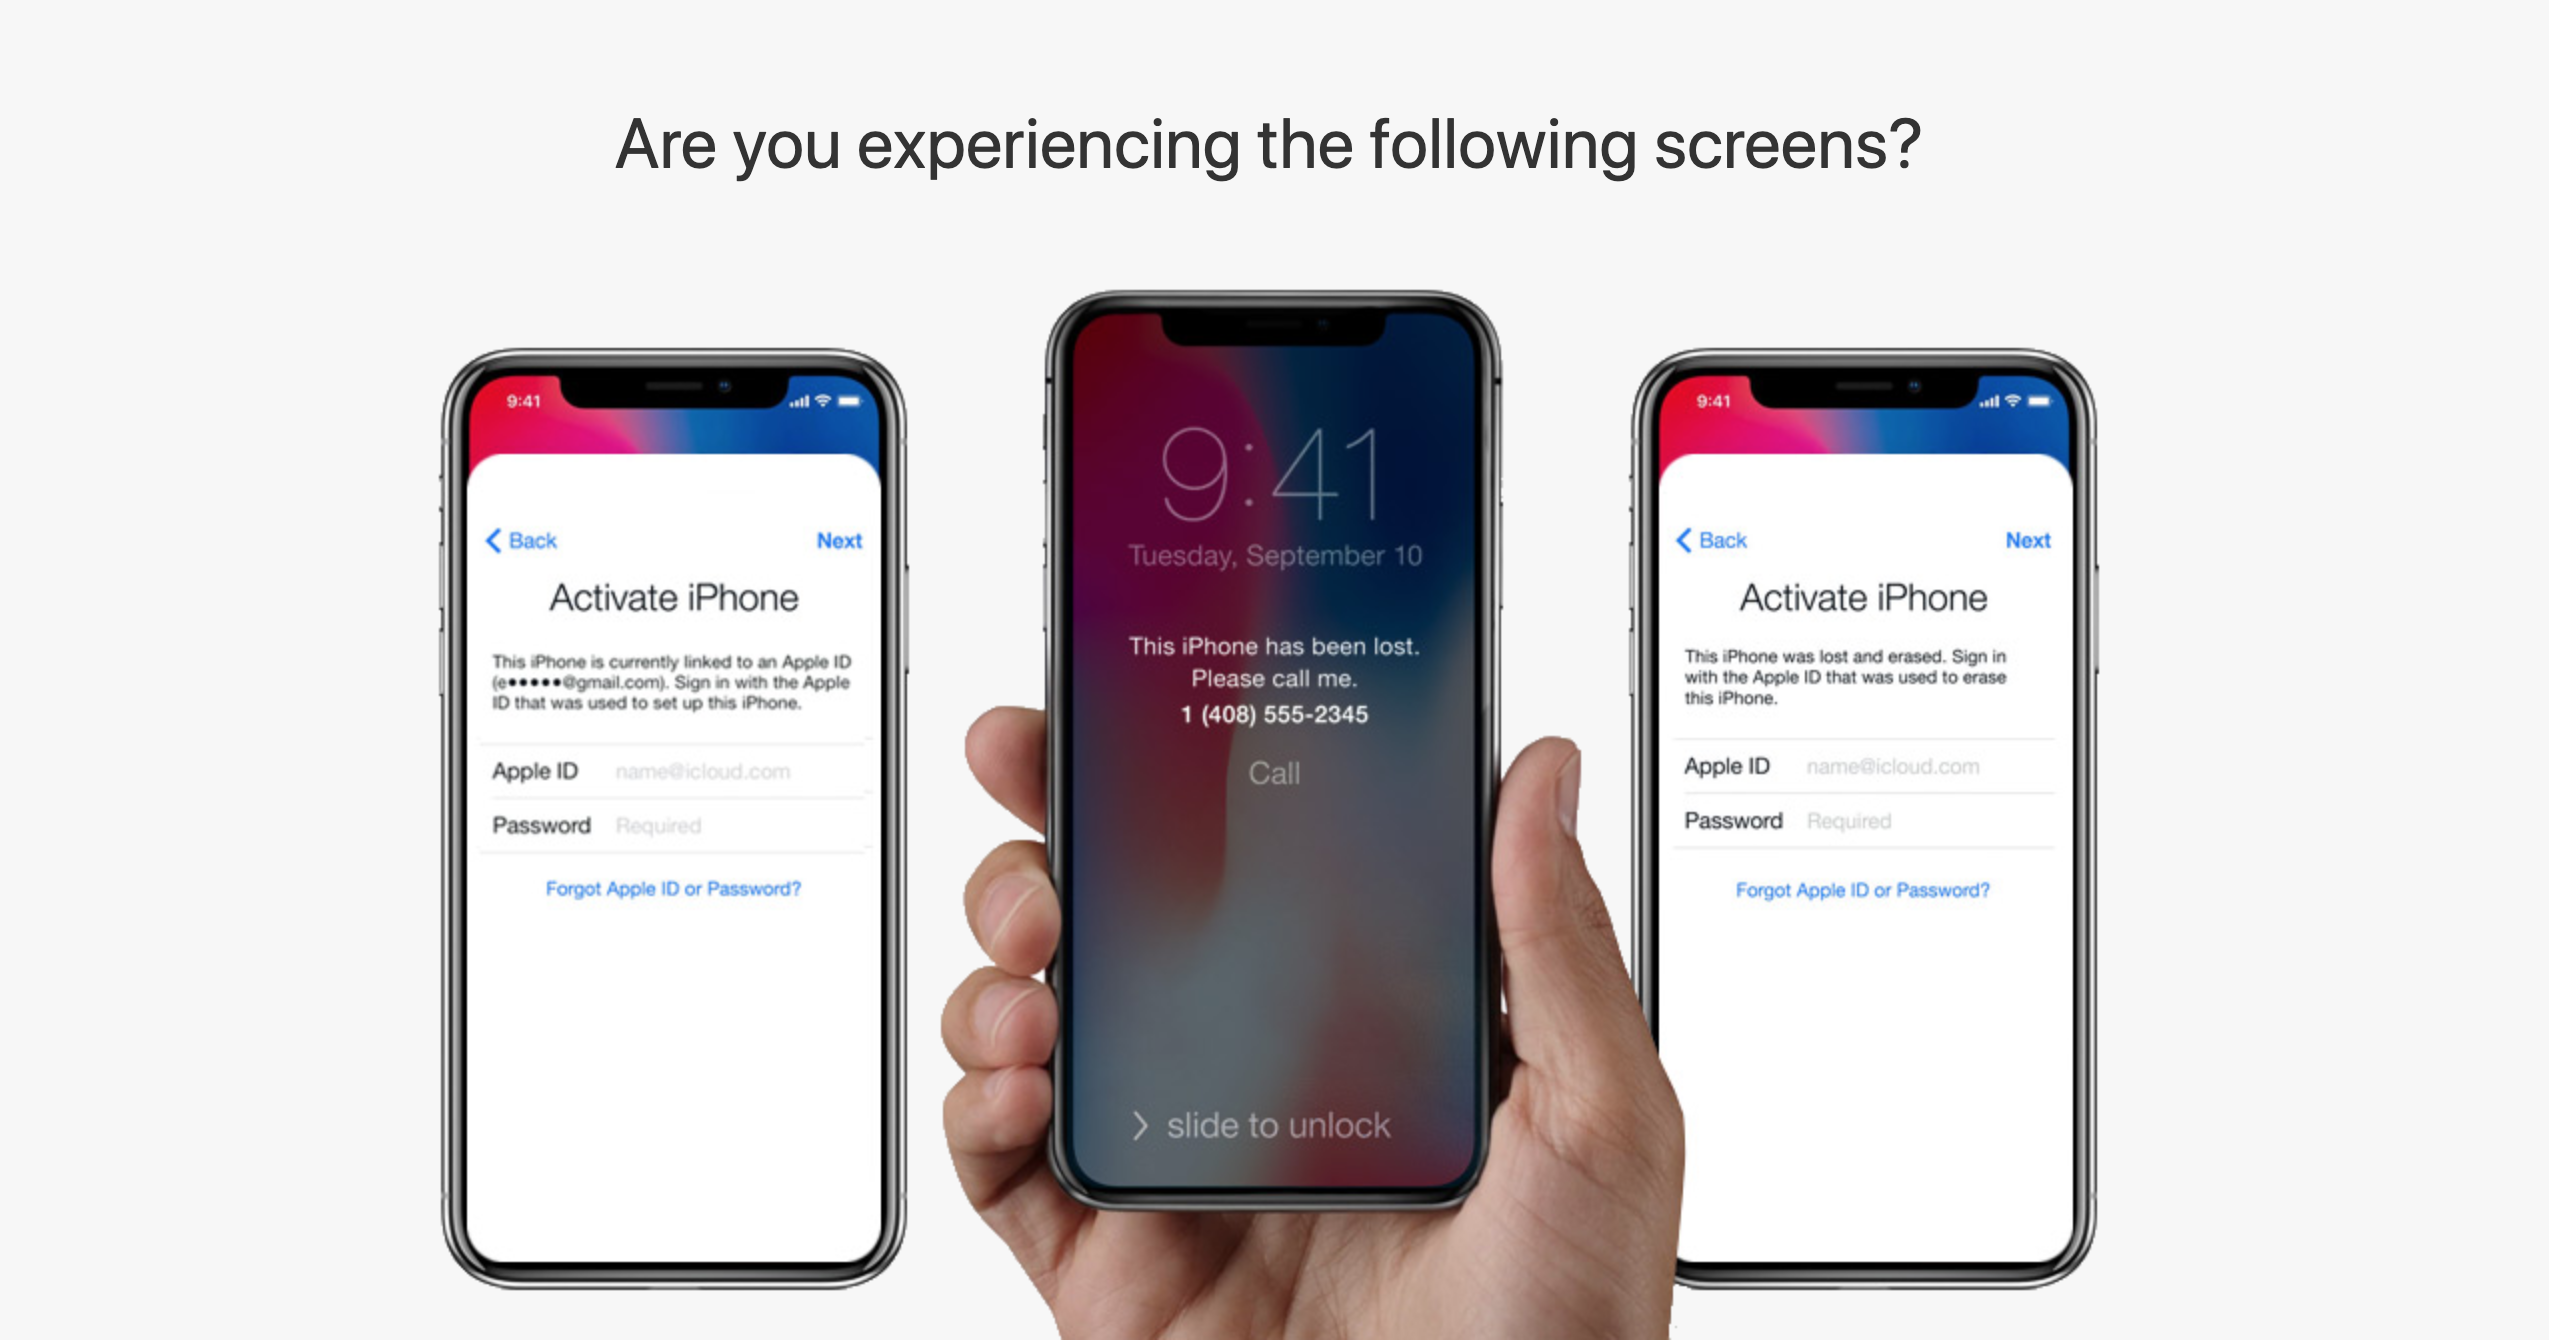 Are you experiencing the following screens?
9:41
Back
Next
Activate iPhone
This iPhone is currently linked to an Apple ID
(e•••••@gmail.com). Sign in with the Apple
ID that was used to set up this iPhone.
Apple ID name@icloud.com
Password Required
Forgot Apple ID or Password?
9:41
Tuesday, September 10
This iPhone has been lost.
Please call me.
1 (408) 555-2345
Call
> slide to unlock
9:41
Back
Next
Activate iPhone
This iPhone was lost and erased. Sign in
with the Apple ID that was used to erase
this iPhone.
Apple ID name@icloud.com
Password Required
Forgot Apple ID or Password?